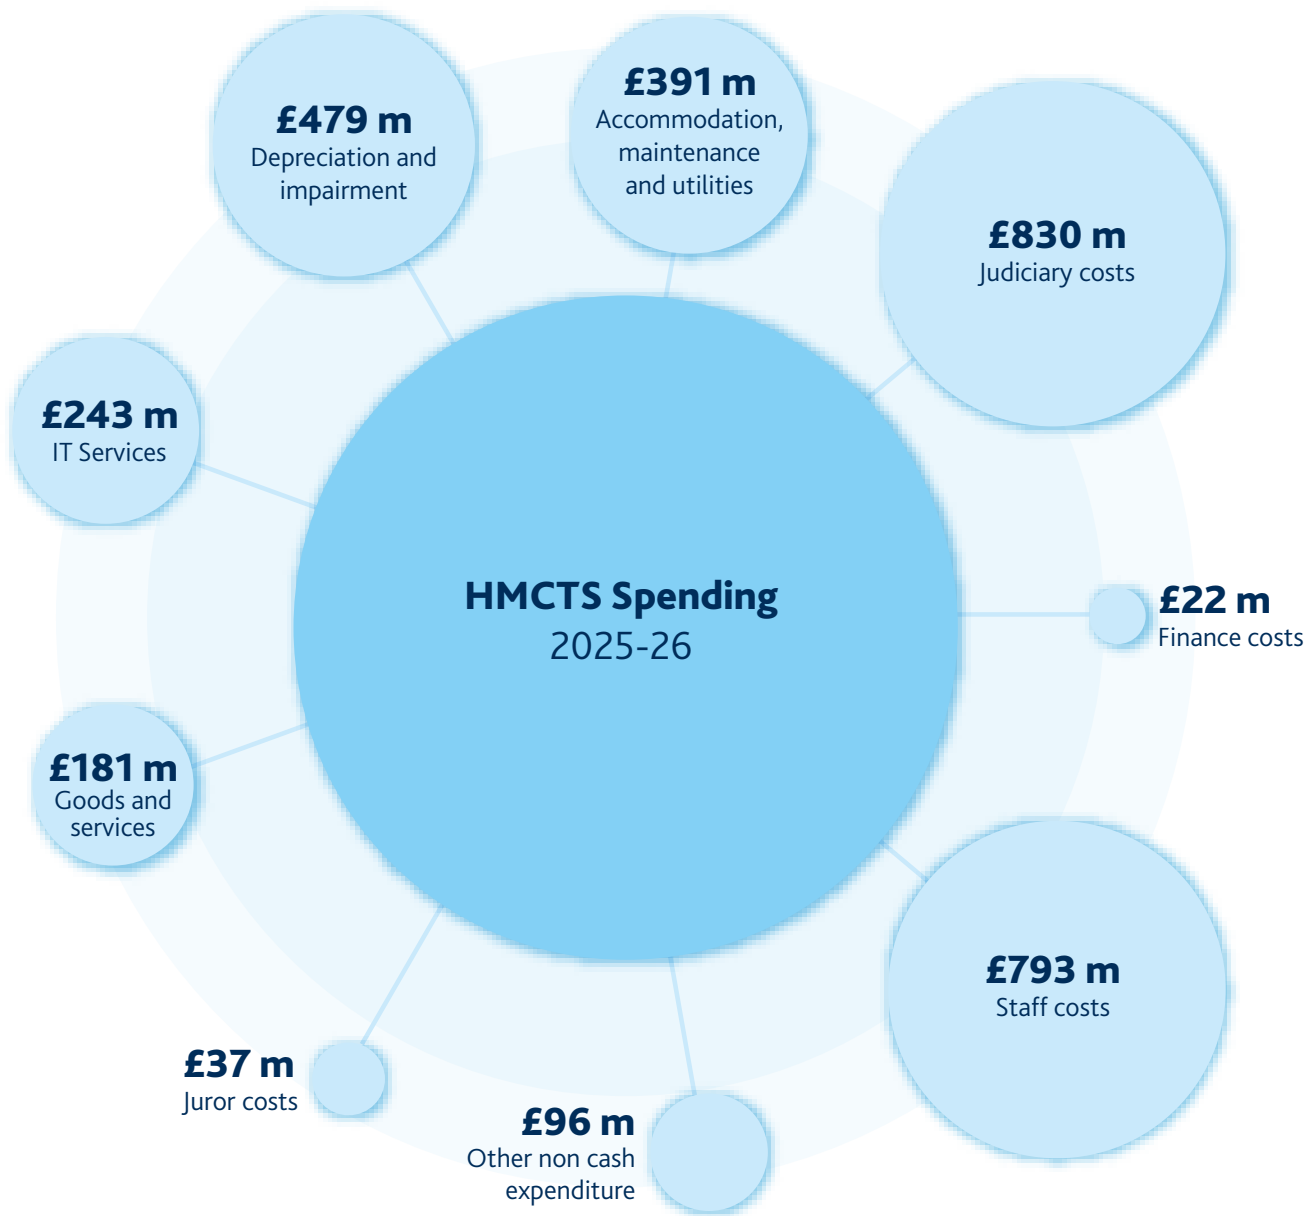 £479 m
Depreciation and
impairment
£391 m
Accommodation,
maintenance
and utilities
£830 m
Judiciary costs
£243 m
IT Services
HMCTS Spending
2025-26
£22 m
Finance costs
£181 m
Goods and
services
£793 m
Staff costs
£37 m
Juror costs
£96 m
Other non cash
expenditure